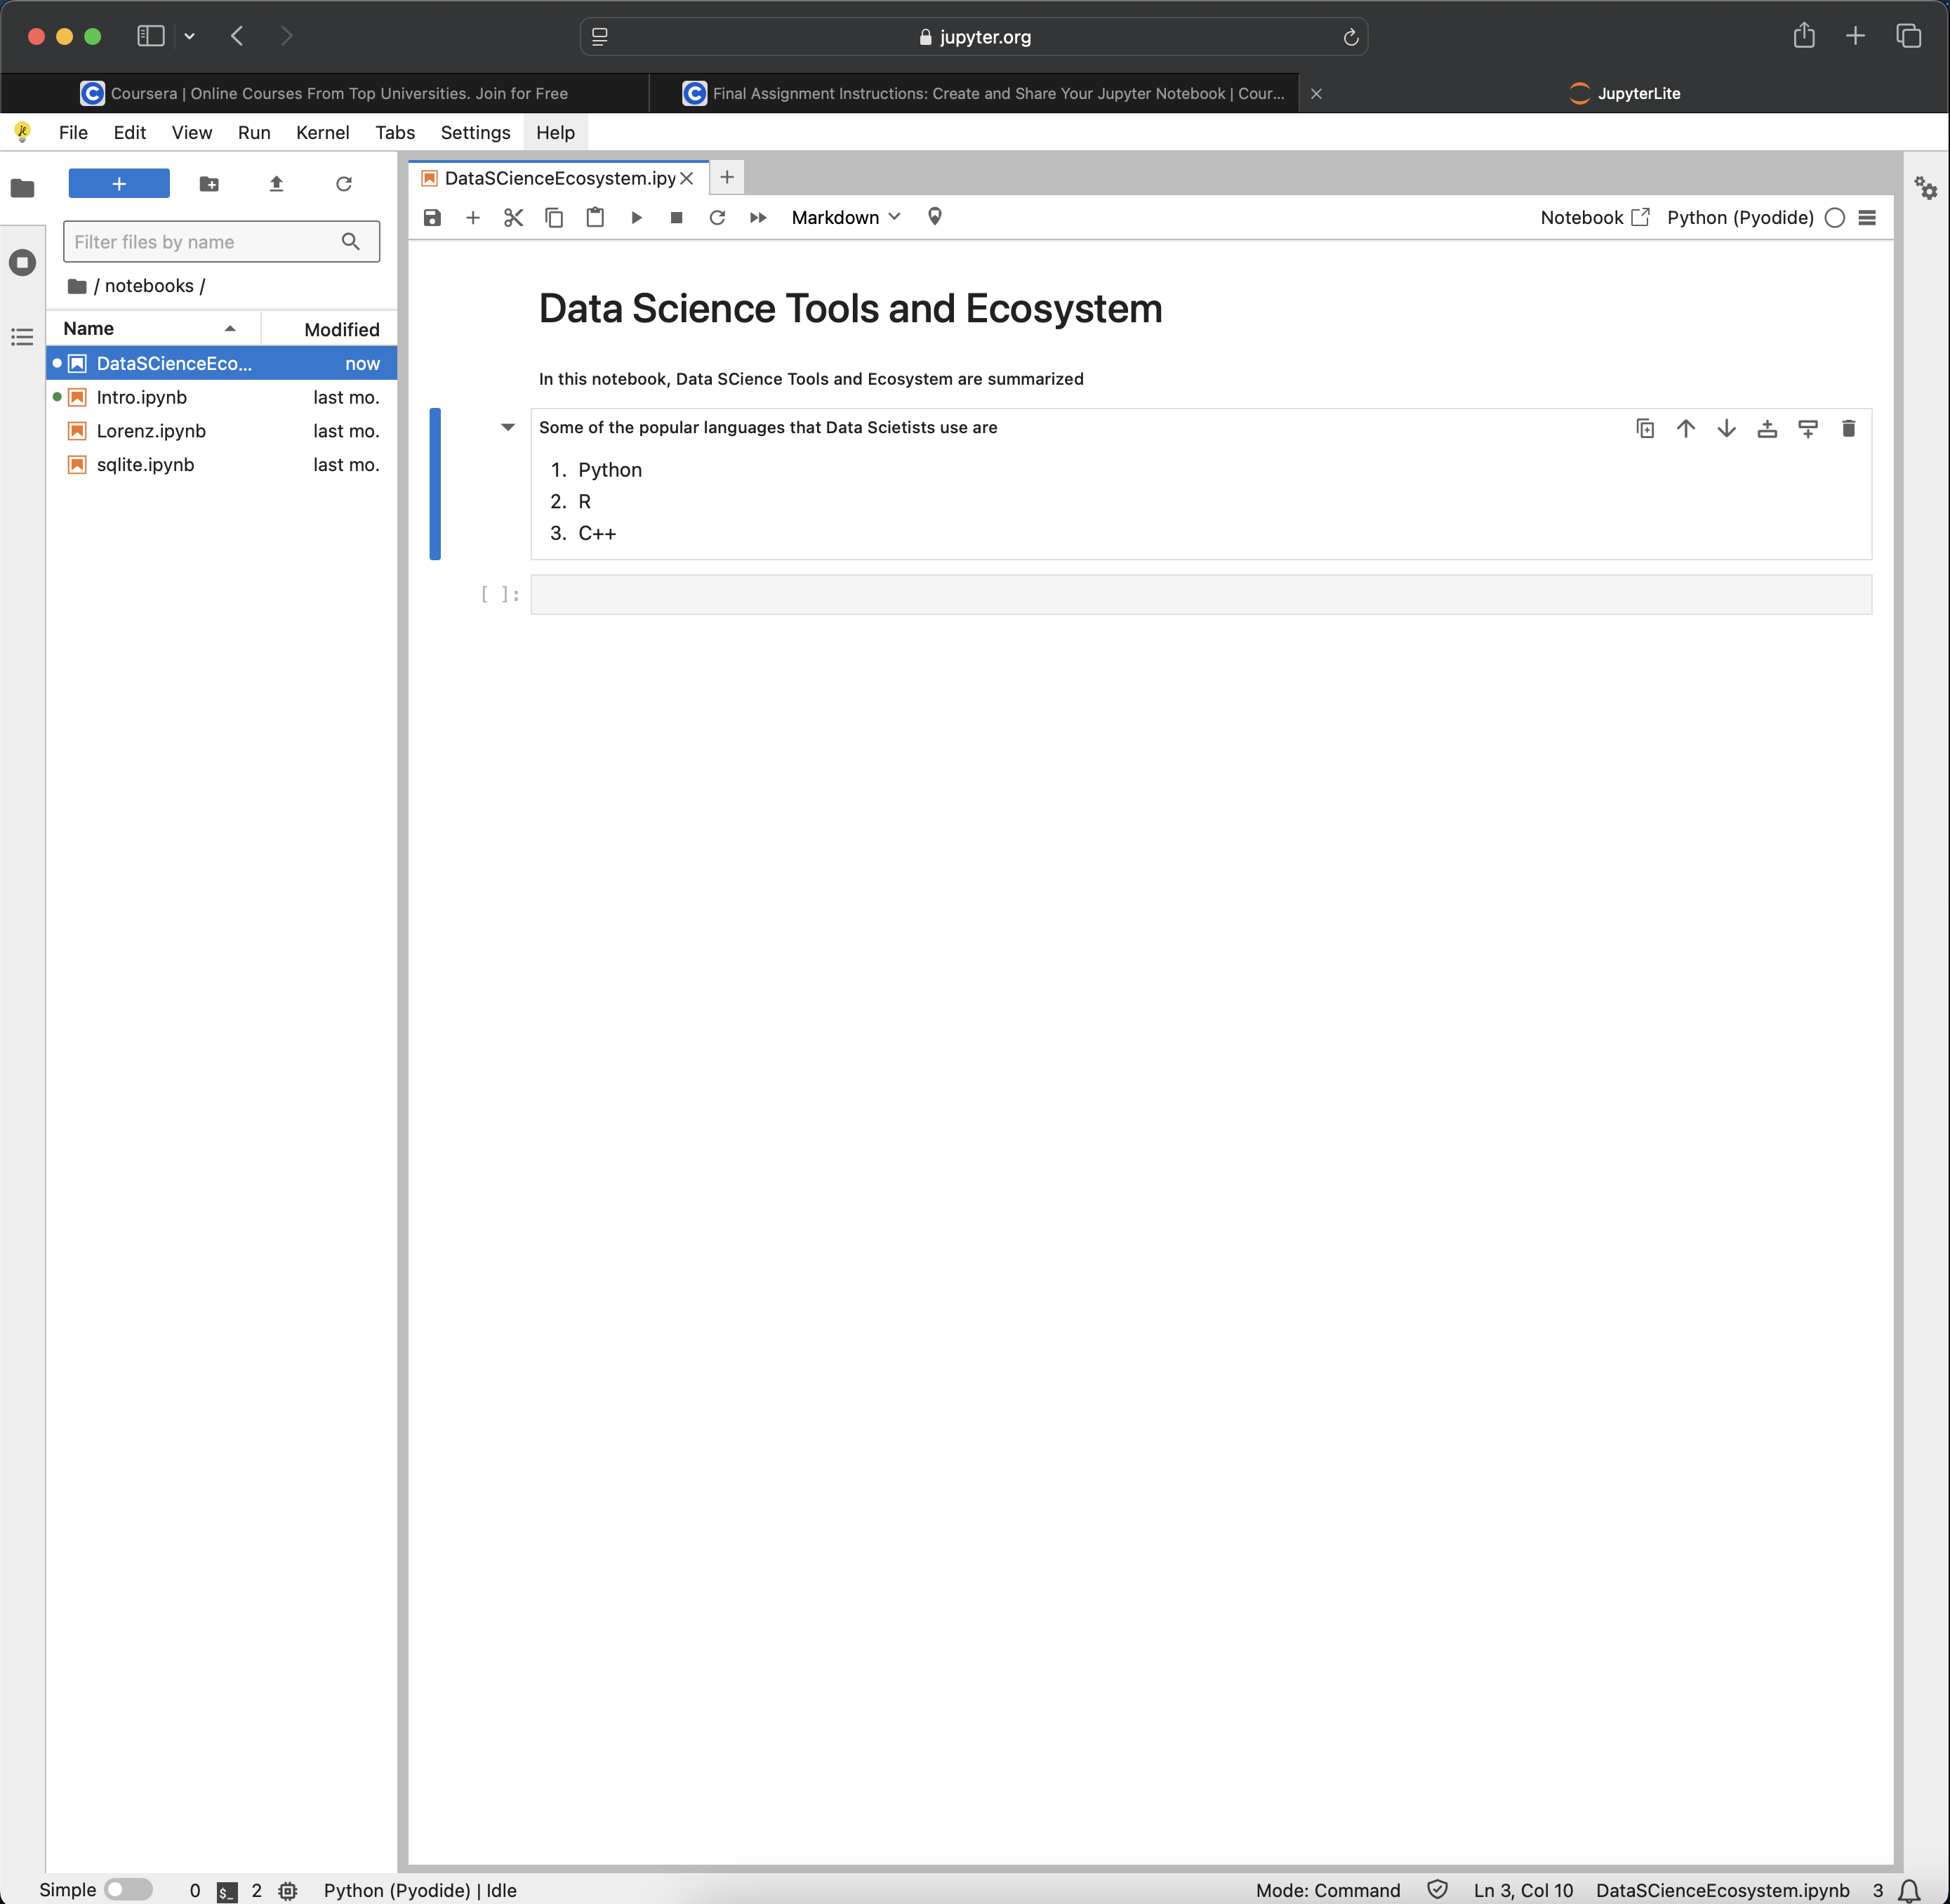 jupyter.org
Coursera | Online Courses From Top Universities. Join for Free
Final Assignment Instructions: Create and Share Your Jupyter Notebook | Cour...
JupyterLite
File Edit View Run Kernel Tabs Settings Help
DataSCienceEcosystem.ipy
Filter files by name
Markdown
Notebook
Python (Pyodide)
/ notebooks /
Name Modified
DataSCienceEco... now
Intro.ipynb last mo.
Lorenz.ipynb last mo.
sqlite.ipynb last mo.
Data Science Tools and Ecosystem
In this notebook, Data SCience Tools and Ecosystem are summarized
Some of the popular languages that Data Scietists use are
1. Python
2. R
3. C++
[ ]:
Simple 0 $_ 2 Python (Pyodide) | Idle Mode: Command Ln 3, Col 10 DataSCienceEcosystem.ipynb 3